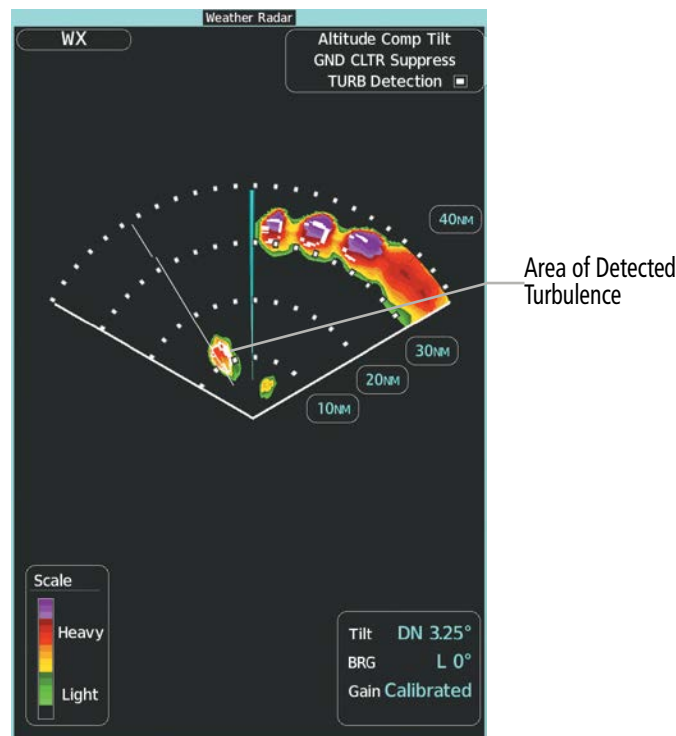 Weather Radar
WX
Altitude Comp Tilt
GND CLTR Suppress
TURB Detection
40NM
Area of Detected
Turbulence
30NM
20NM
10NM
Scale
Heavy
Light
Tilt DN 3.25°
BRG L 0°
Gain Calibrated